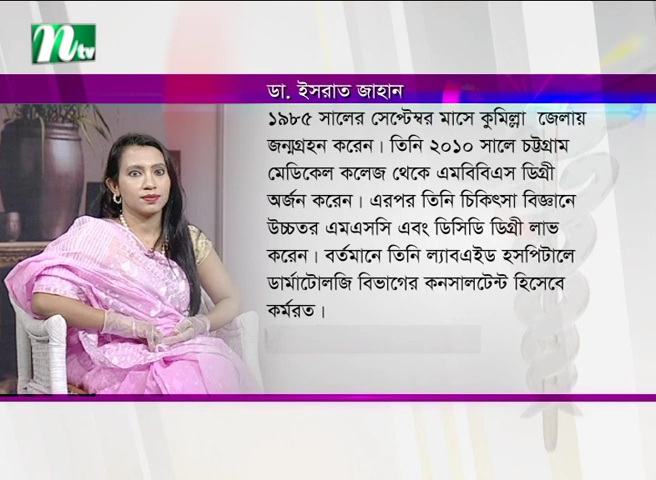 ntv
ডা. ইসরাত জাহান
১৯৮৫ সালের সেপ্টেম্বর মাসে কুমিল্লা জেলায়
জন্মগ্রহন করেন। তিনি ২০১০ সালে চট্টগ্রাম
মেডিকেল কলেজ থেকে এমবিবিএস ডিগ্রী
অর্জন করেন। এরপর তিনি চিকিৎসা বিজ্ঞানে
উচ্চতর এমএসসি এবং ডিসিডি ডিগ্রী লাভ
করেন। বর্তমানে তিনি ল্যাবএইড হসপিটালে
ডার্মাটোলজি বিভাগের কনসালটেন্ট হিসেবে
কর্মরত।